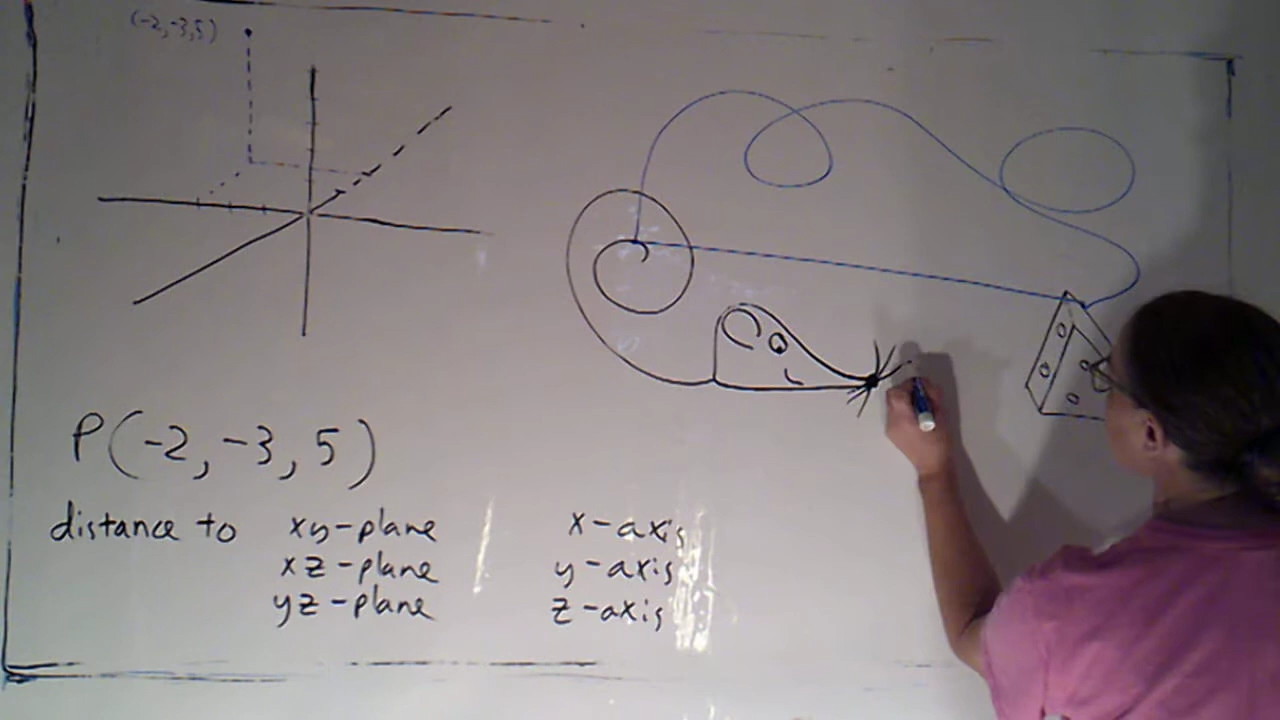 (-2,-3,5)
P(-2, -3, 5)
distance to xy-plane x-axis
xz-plane y-axis
yz-plane z-axis